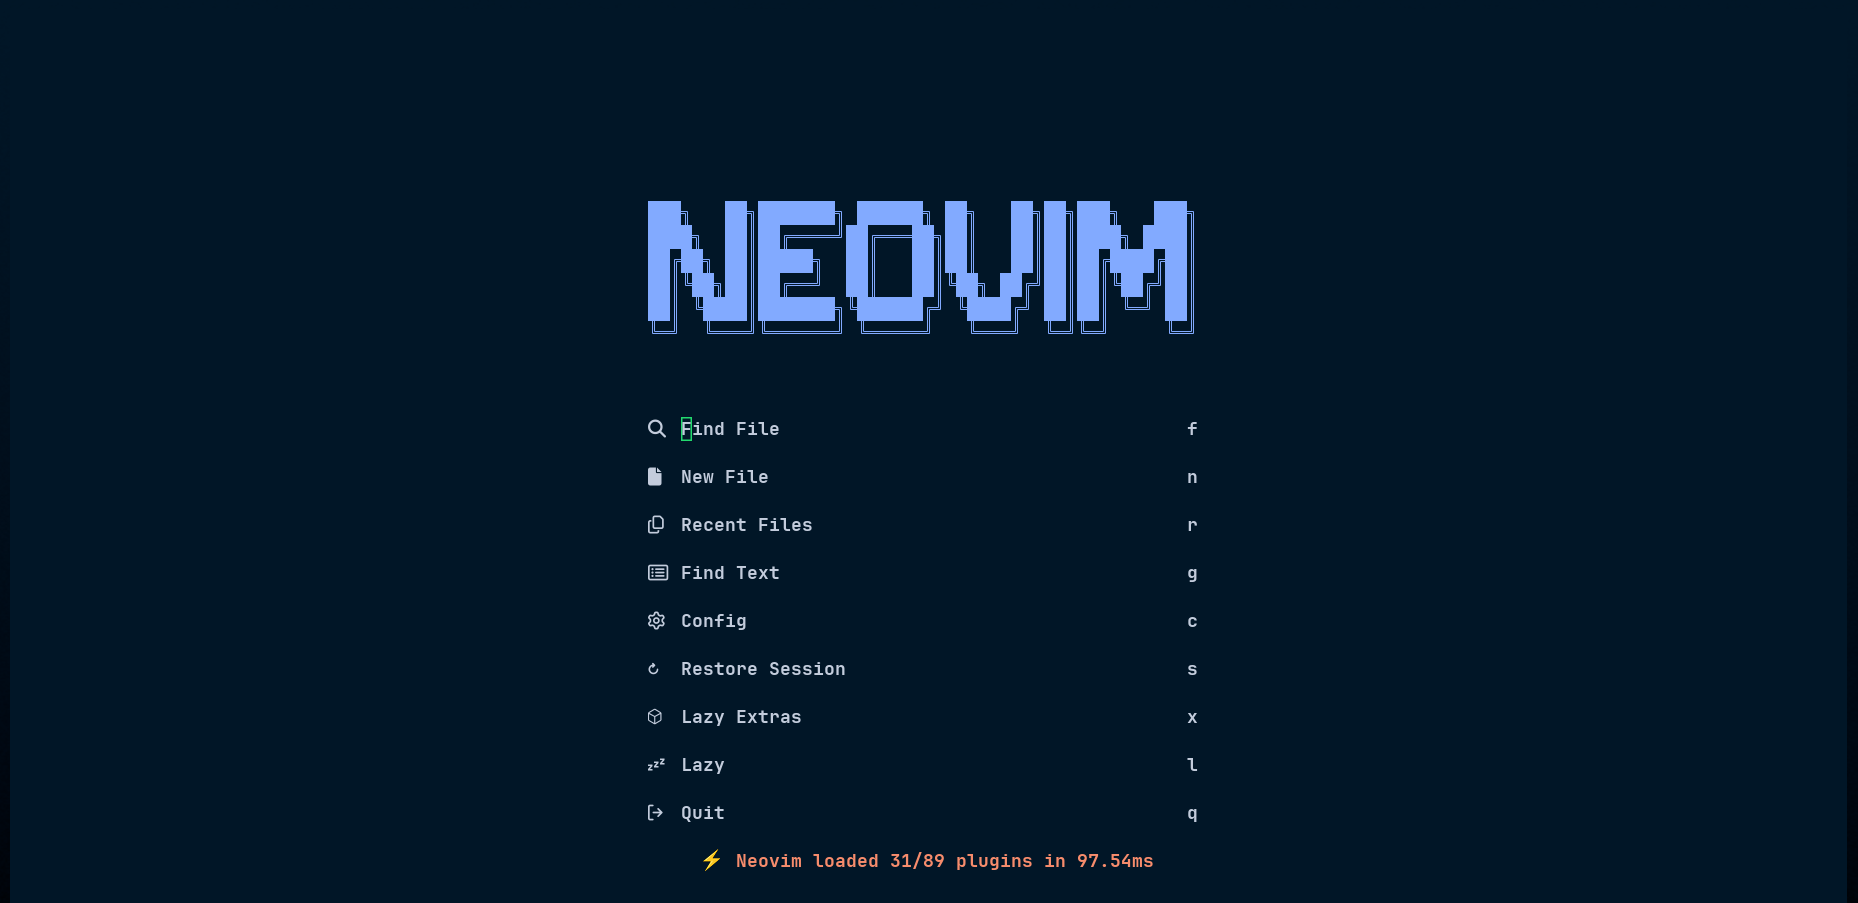 NEOVIM
Find File f
New File n
Recent Files r
Find Text g
Config c
Restore Session s
Lazy Extras x
Lazy l
Quit q
⚡ Neovim loaded 31/89 plugins in 97.54ms